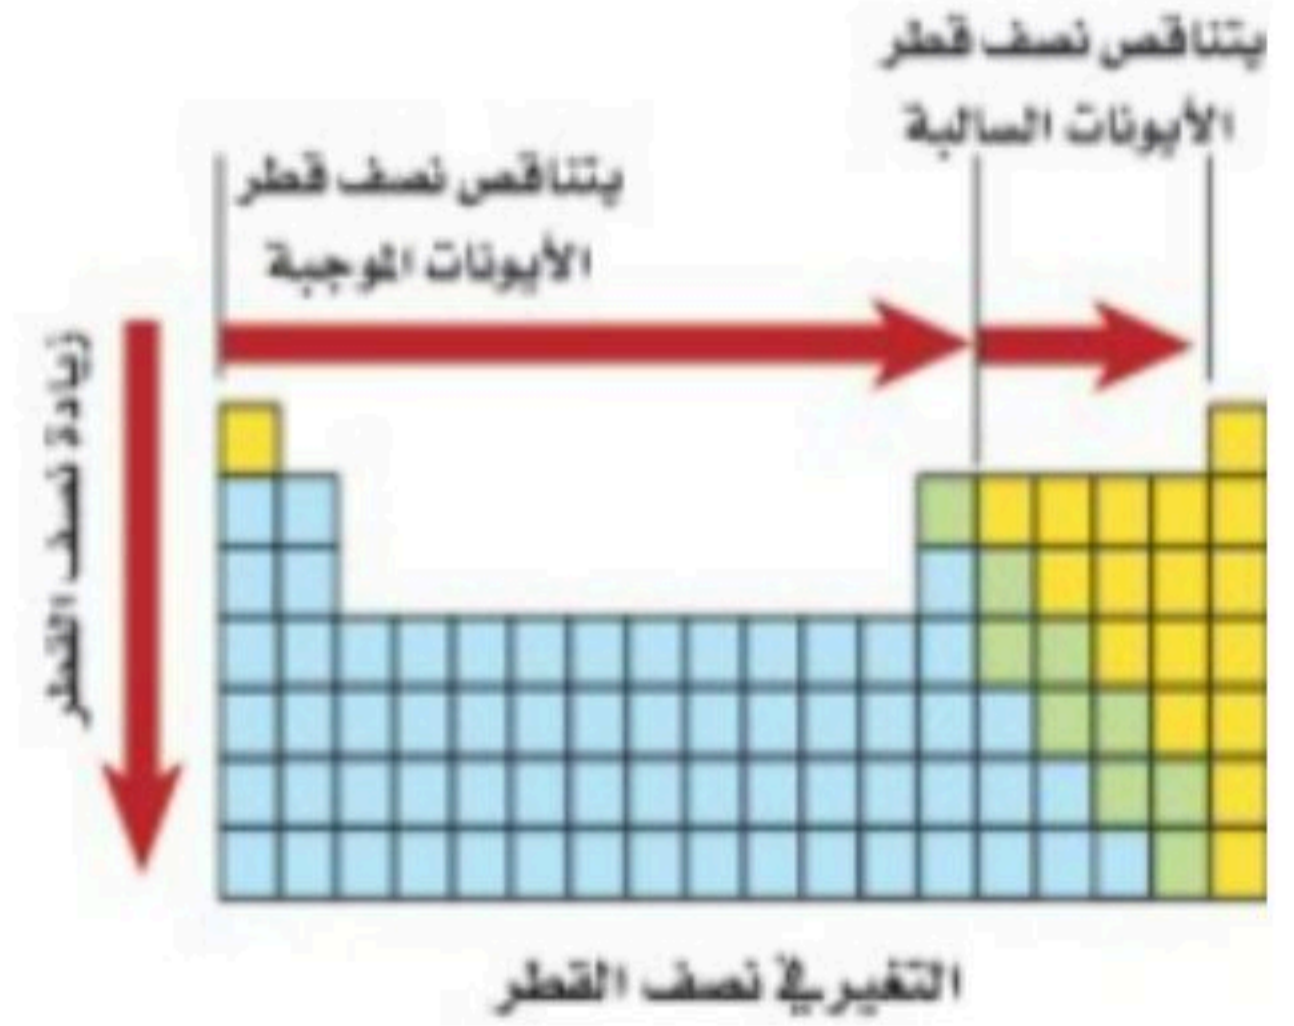 يتناقص نصف قطر
الأيونات السالبة
يتناقص نصف قطر
الأيونات الموجبة
زيادة نصف القطر
التغير في نصف القطر